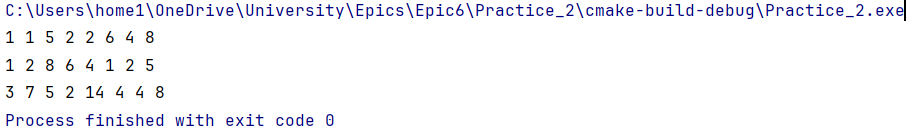 C:\Users\home1\OneDrive\University\Epics\Epic6\Practice_2\cmake-build-debug\Practice_2.exe
1 1 5 2 2 6 4 8
1 2 8 6 4 1 2 5
3 7 5 2 14 4 4 8
Process finished with exit code 0